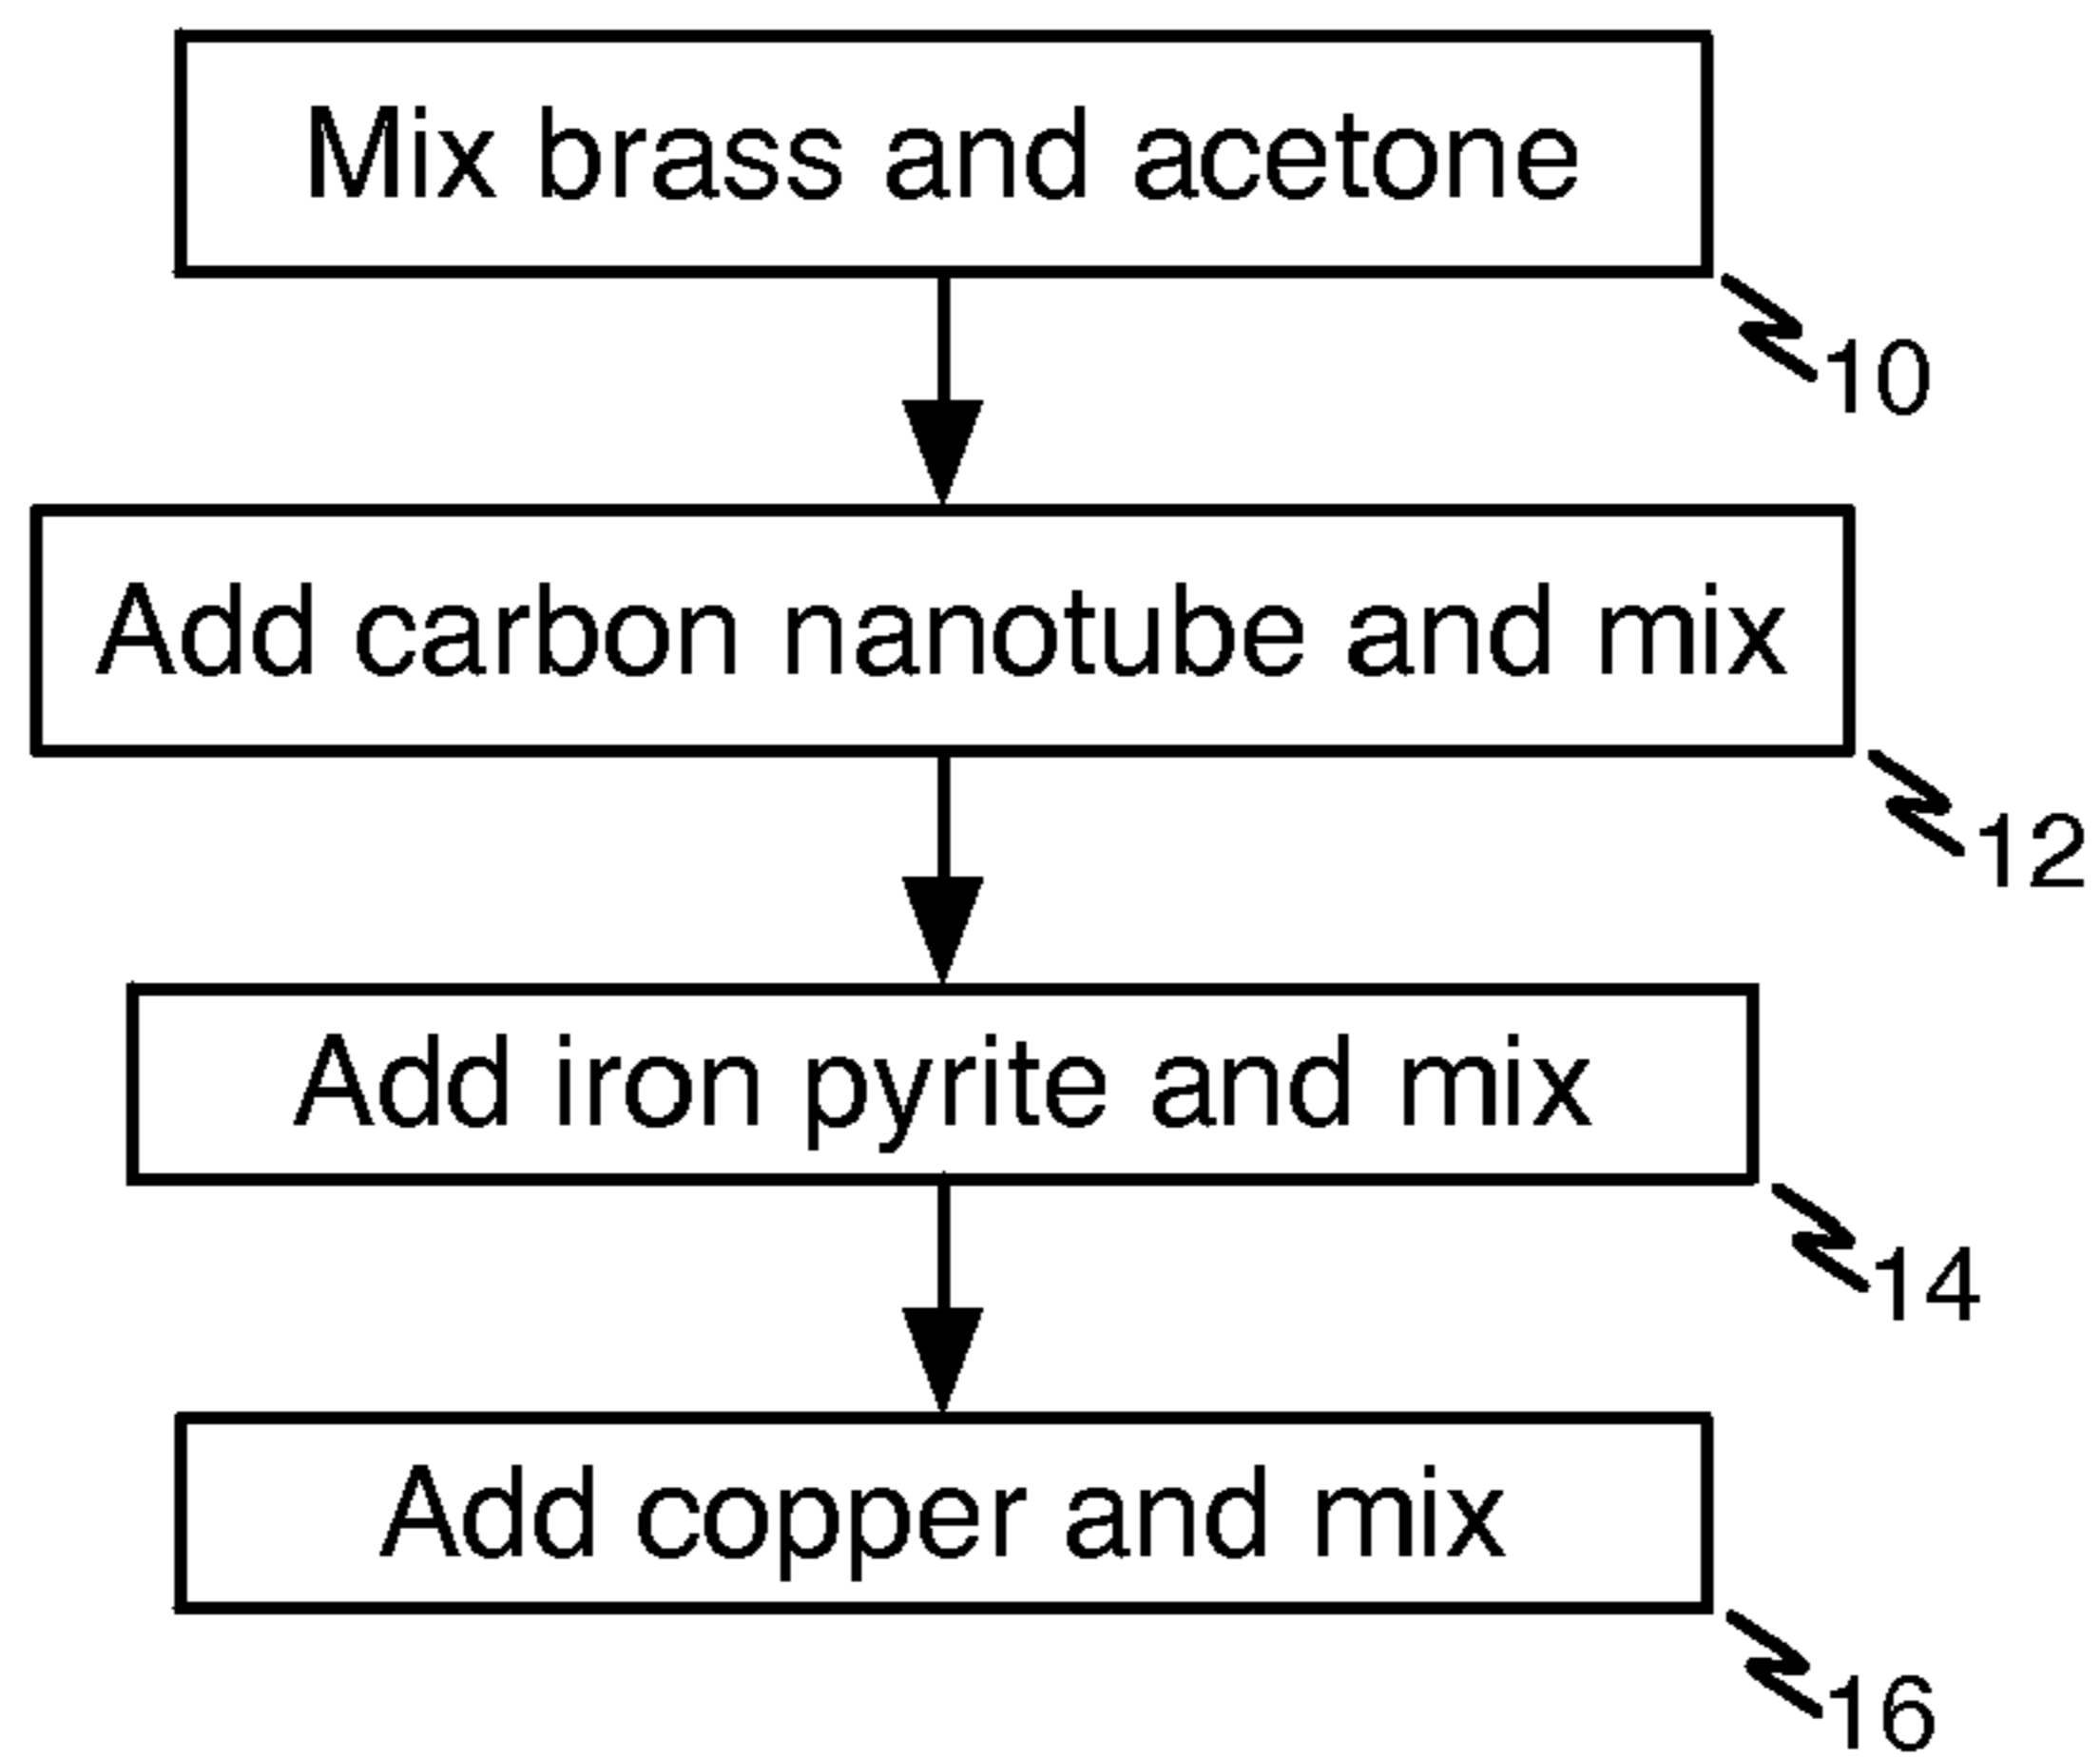 Mix brass and acetone
10
Add carbon nanotube and mix
12
Add iron pyrite and mix
14
Add copper and mix
16